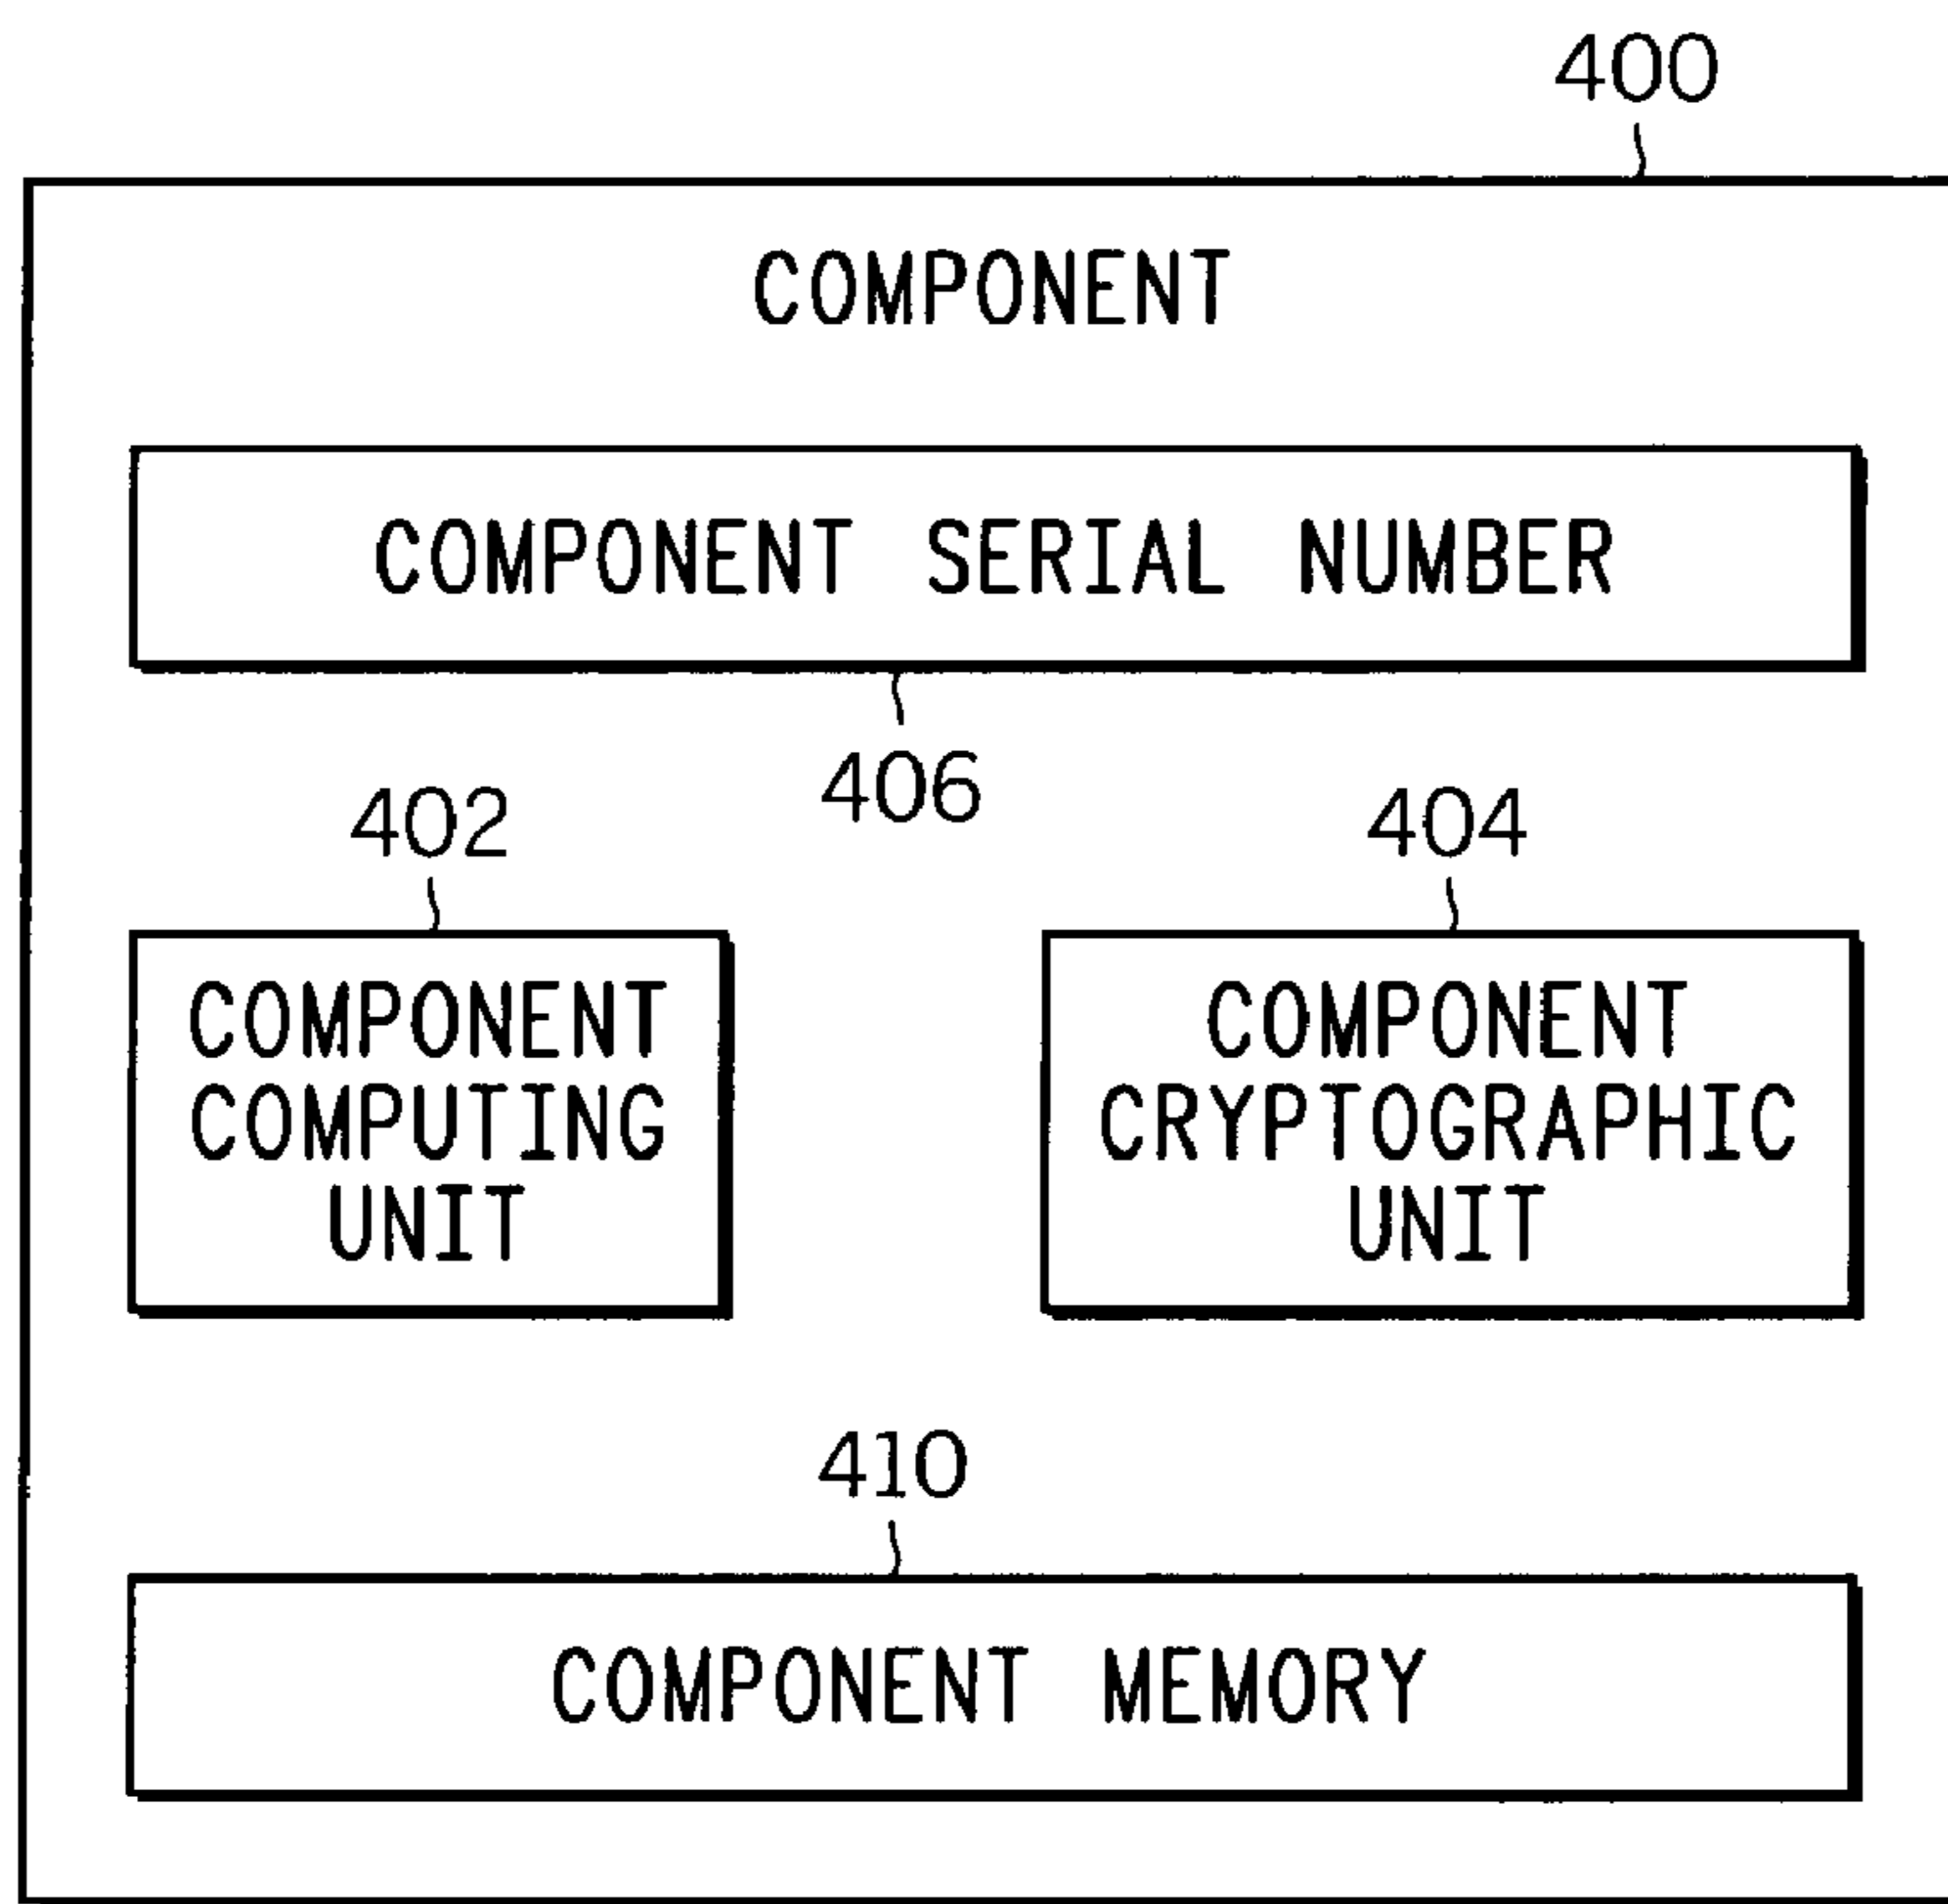 400
COMPONENT
COMPONENT SERIAL NUMBER
406
402
404
COMPONENT
COMPUTING
UNIT
COMPONENT
CRYPTOGRAPHIC
UNIT
410
COMPONENT MEMORY